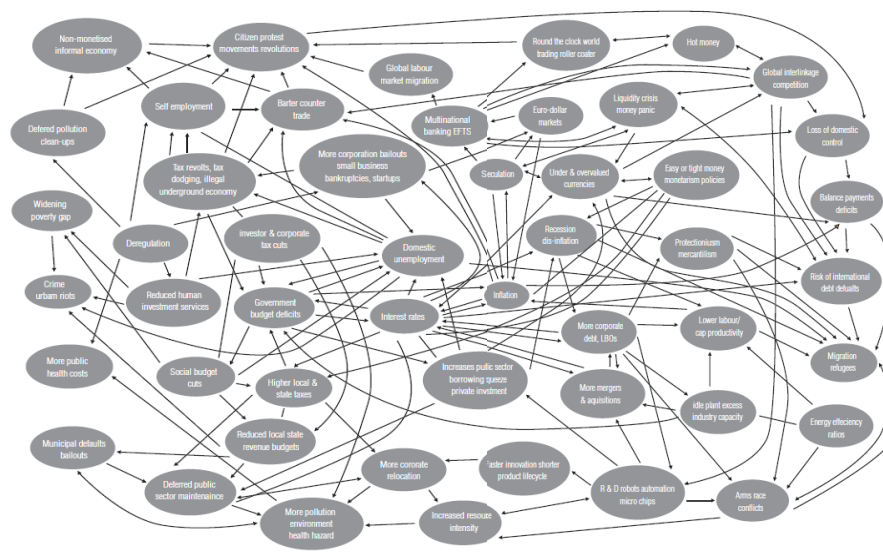 Non-monetised
informal economy
Citizen protest
movements revolutions
Round the clock world
trading roller coater
Hot money
Global labour
market migration
Global interlinkage
competition
Self employment
Barter counter
trade
Multinational
banking EFTS
Euro-dollar
markets
Liquidity crisis
money panic
Defered pollution
clean-ups
Loss of domestic
control
Tax revolts, tax
dodging, illegal
underground economy
More corporation bailouts
small business
bankruptcies, startups
Seculation
Under & overvalued
currencies
Easy or tight money
monetarism policies
Widening
poverty gap
Balance payments
deficits
Deregulation
investor & corporate
tax cuts
Domestic
unemployment
Recession
dis-inflation
Protectioniusm
mercantilism
Crime
urban riots
Reduced human
investment services
Government
budget deficits
Interest rates
Inflation
Risk of international
debt dufualts
Lower labour/
cap productivity
More corporate
debt, LBOs
More public
health costs
Social budget
cuts
Higher local &
state taxes
Increases pullic sector
borrowing queeze
private invstment
More mergers
& aquisitions
idle plant excess
industry capacity
Migration
refugees
Energy effeciency
ratios
Municipal defaults
bailouts
Reduced local state
revenue budgets
Deferred public
sector maintenaince
More pollution
environment
health hazard
More cororate
relocation
faster innovation shorter
product lifecycle
Increased resouce
intensity
R & D robots automation
micro chips
Arms race
conflicts